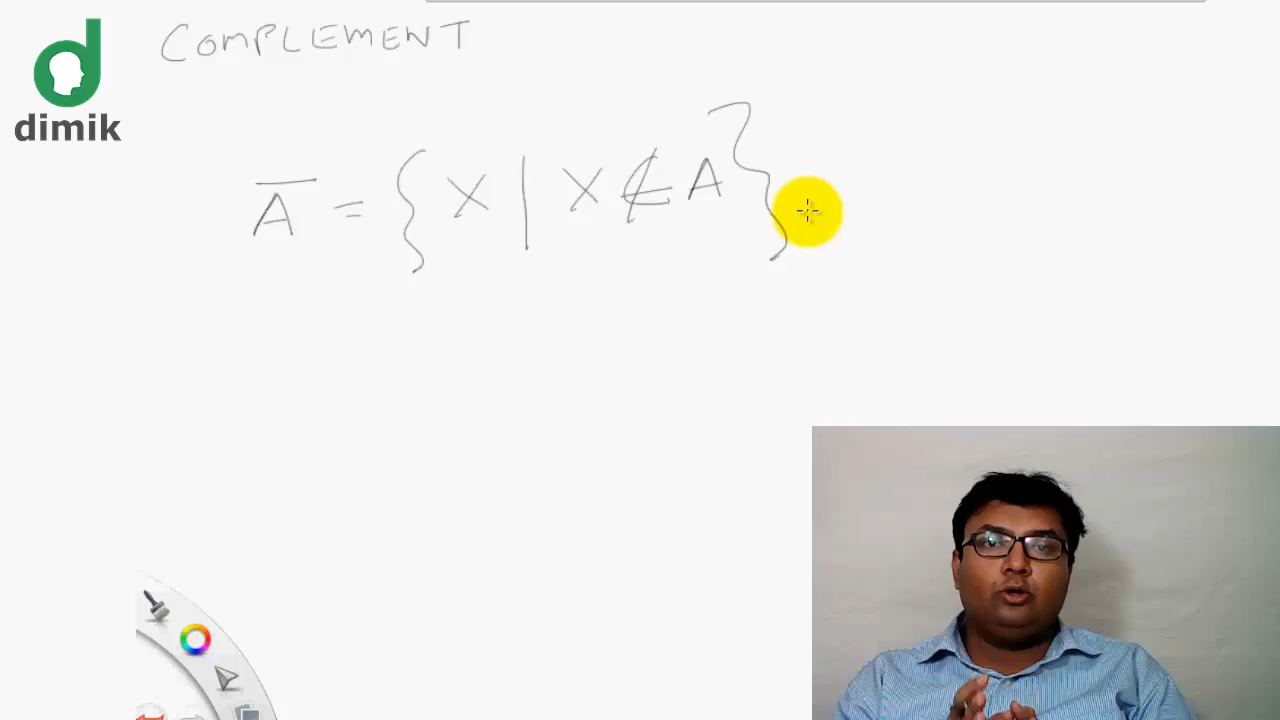 COMPLEMENT
dimik
A̅ = { X | X ∉ A }